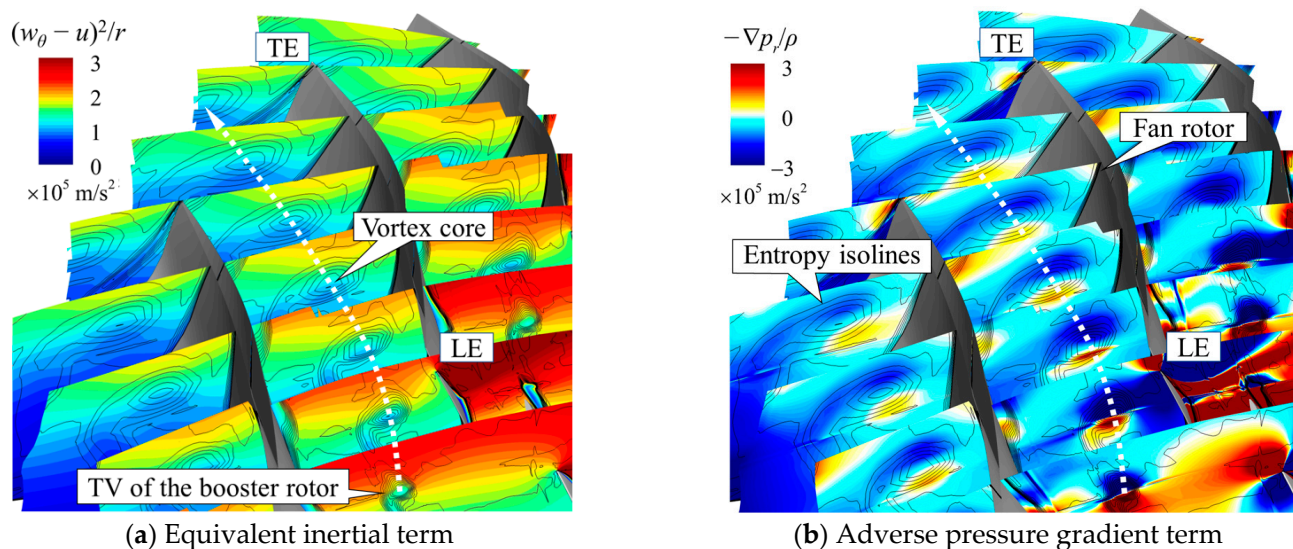 (w_θ − u)²/r
3
2
1
0
×10⁵ m/s²
TE
Vortex core
LE
TV of the booster rotor
(a) Equivalent inertial term
−∇p_r/ρ
3
0
−3
×10⁵ m/s²
TE
Fan rotor
Entropy isolines
LE
(b) Adverse pressure gradient term